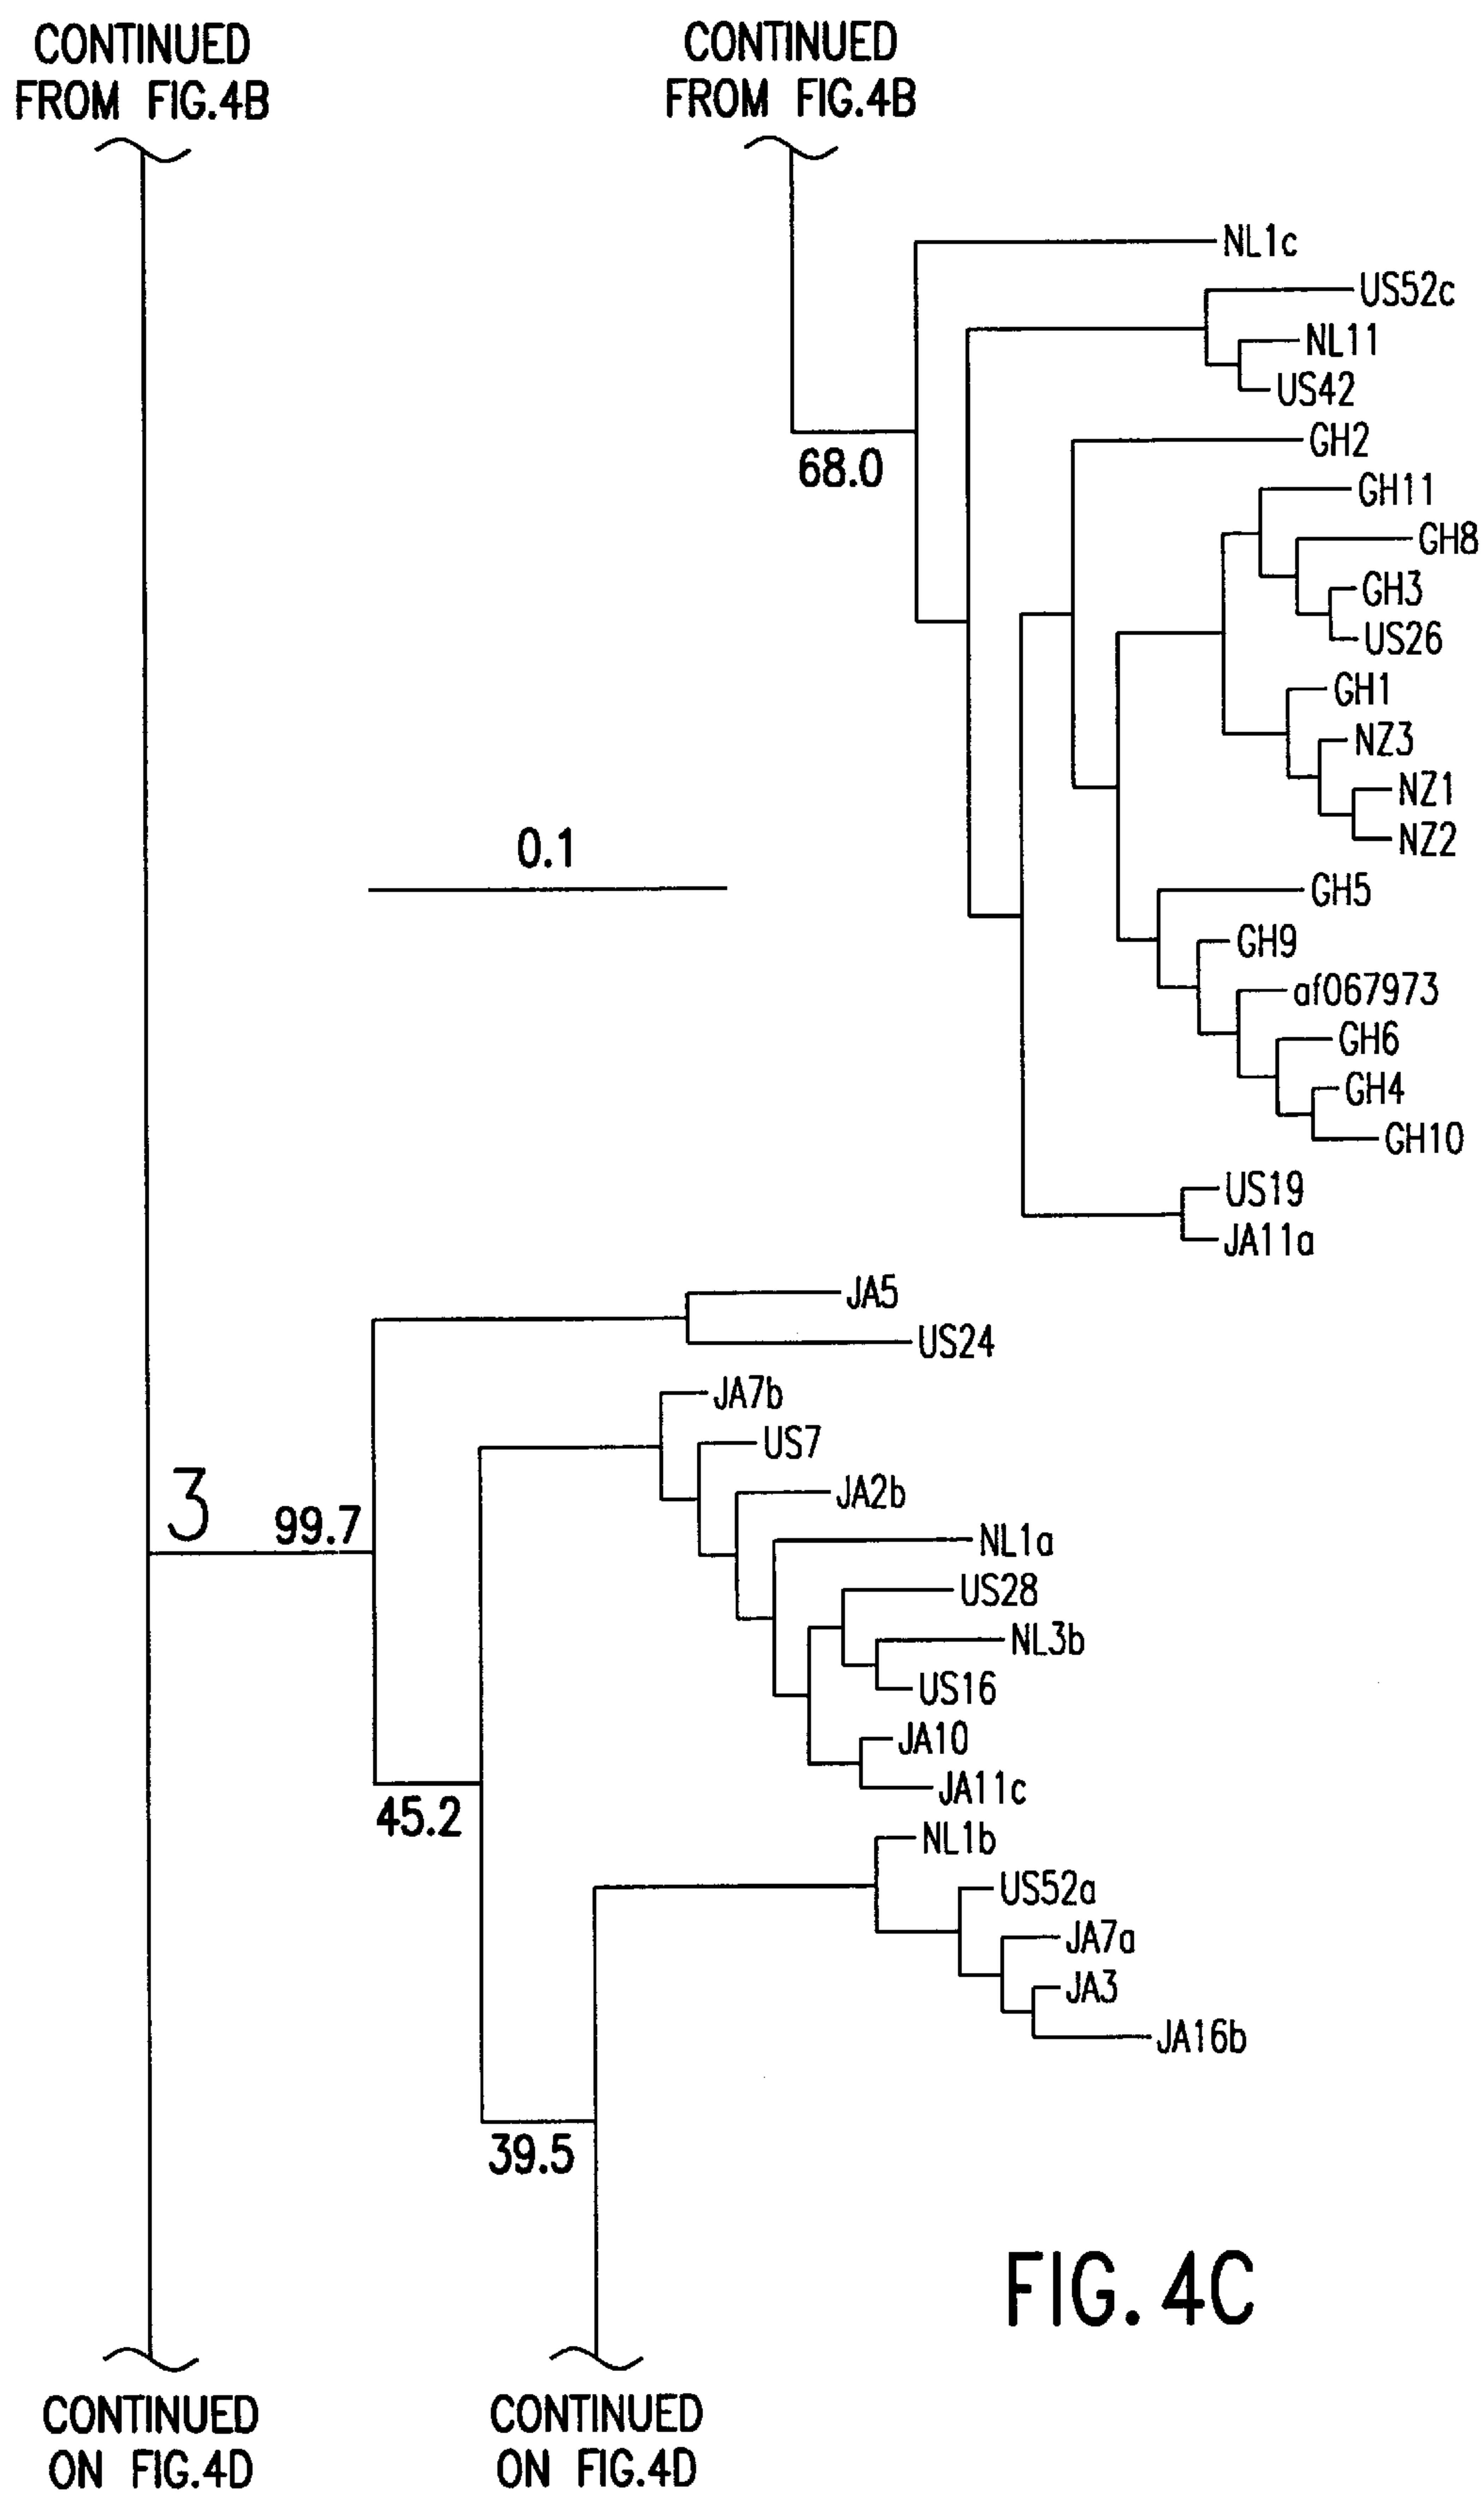 CONTINUED
FROM FIG.4B
CONTINUED
FROM FIG.4B
NL1c
US52c
NL11
US42
GH2
68.0
GH11
GH8
GH3
US26
GH1
NZ3
NZ1
NZ2
0.1
GH5
GH9
af067973
GH6
GH4
GH10
US19
JA11a
JA5
US24
JA7b
US7
JA2b
3
99.7
NL1a
US28
NL3b
US16
JA10
JA11c
45.2
NL1b
US52a
JA7a
JA3
JA16b
39.5
FIG. 4C
CONTINUED
ON FIG.4D
CONTINUED
ON FIG.4D